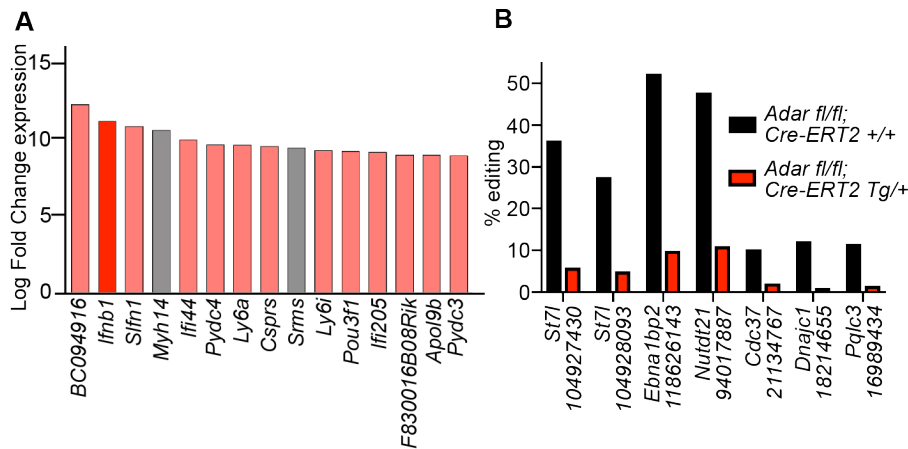 A
Log Fold Change expression
15
10
5
0
BC094916
Ifnb1
Slfn1
Myh14
Ifi44
Pydc4
Ly6a
Csprs
Srms
Ly6i
Pou3f1
Ifi205
F830016B08Rik
Apol9b
Pydc3
B
% editing
50
40
30
20
10
0
Adar fl/fl;
Cre-ERT2 +/+
Adar fl/fl;
Cre-ERT2 Tg/+
St7l
104927430
St7l
104928093
Ebna1bp2
118626143
Nutdt21
94017887
Cdc37
21134767
Dnajc1
18214655
Pqlc3
16989434